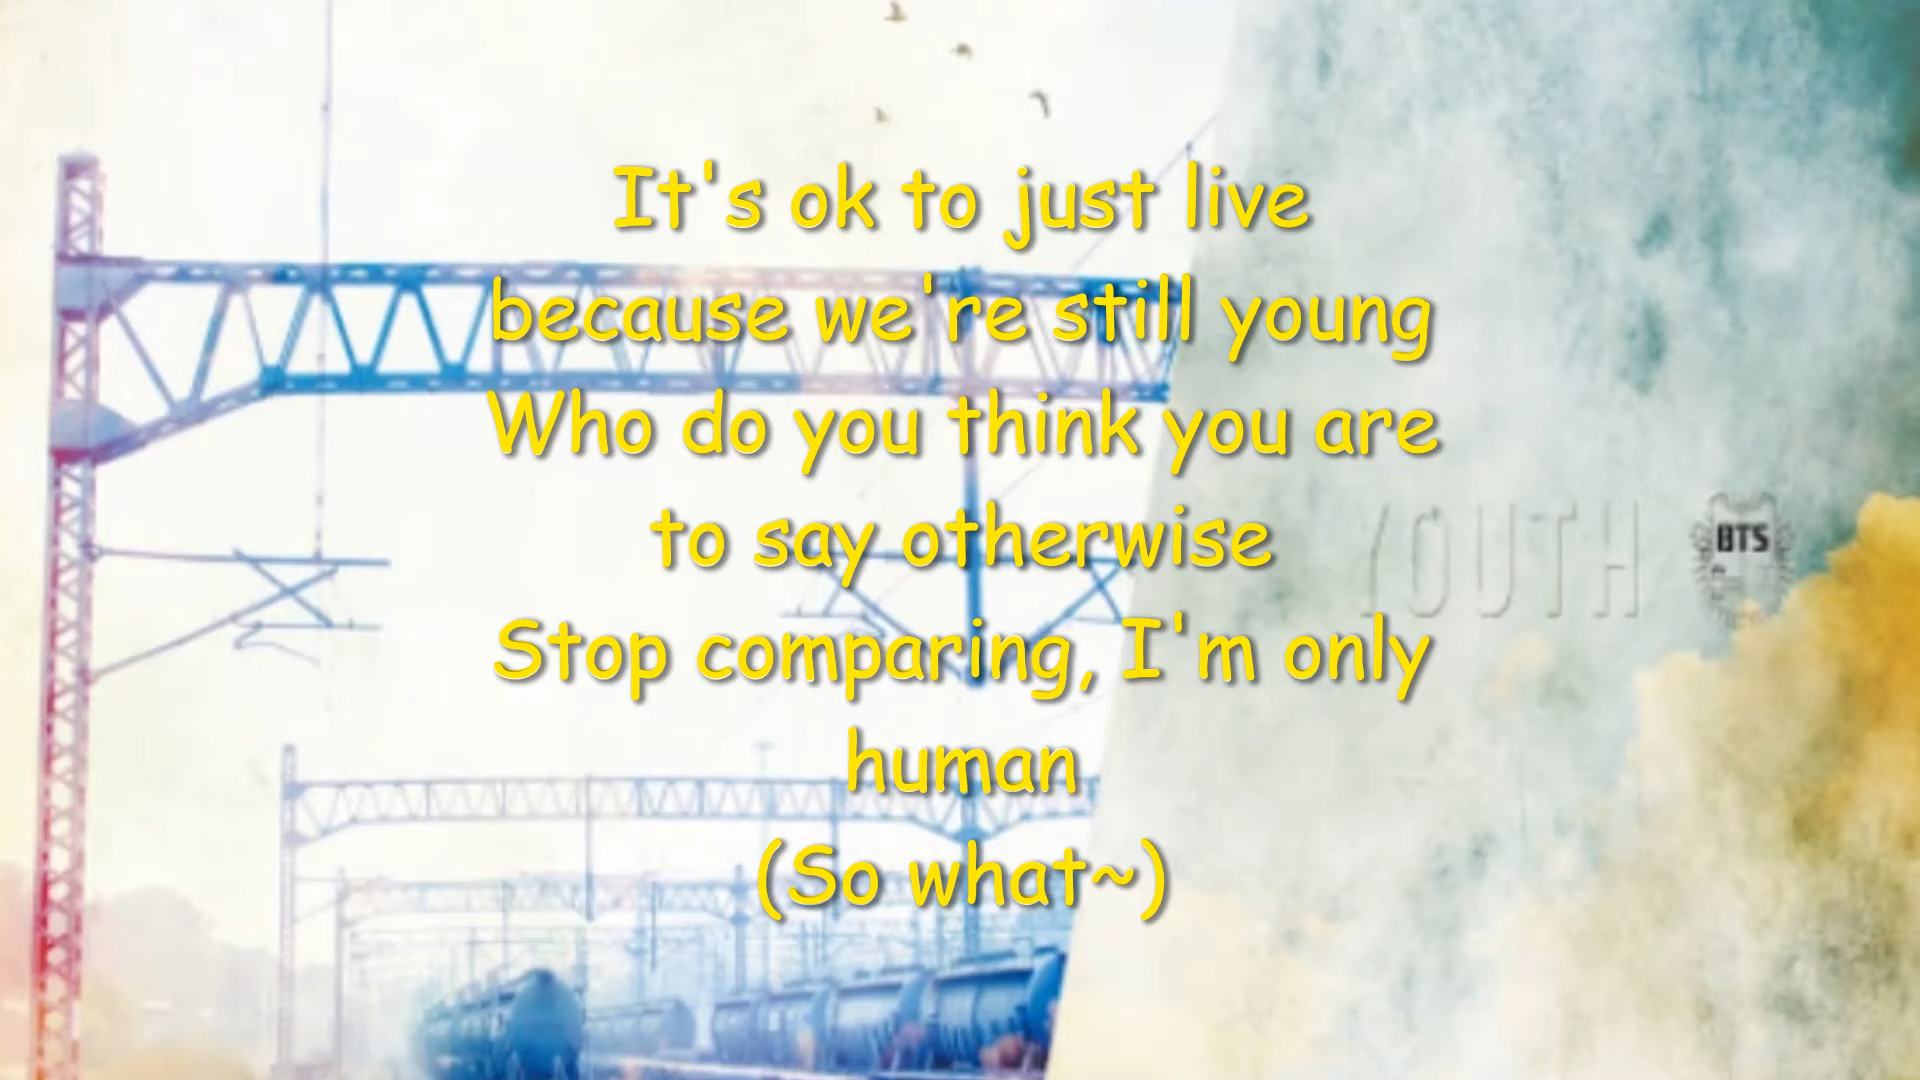 It's ok to just live
because we're still young
Who do you think you are
to say otherwise
Stop comparing, I'm only
human
(So what~)
YOUTH
BTS